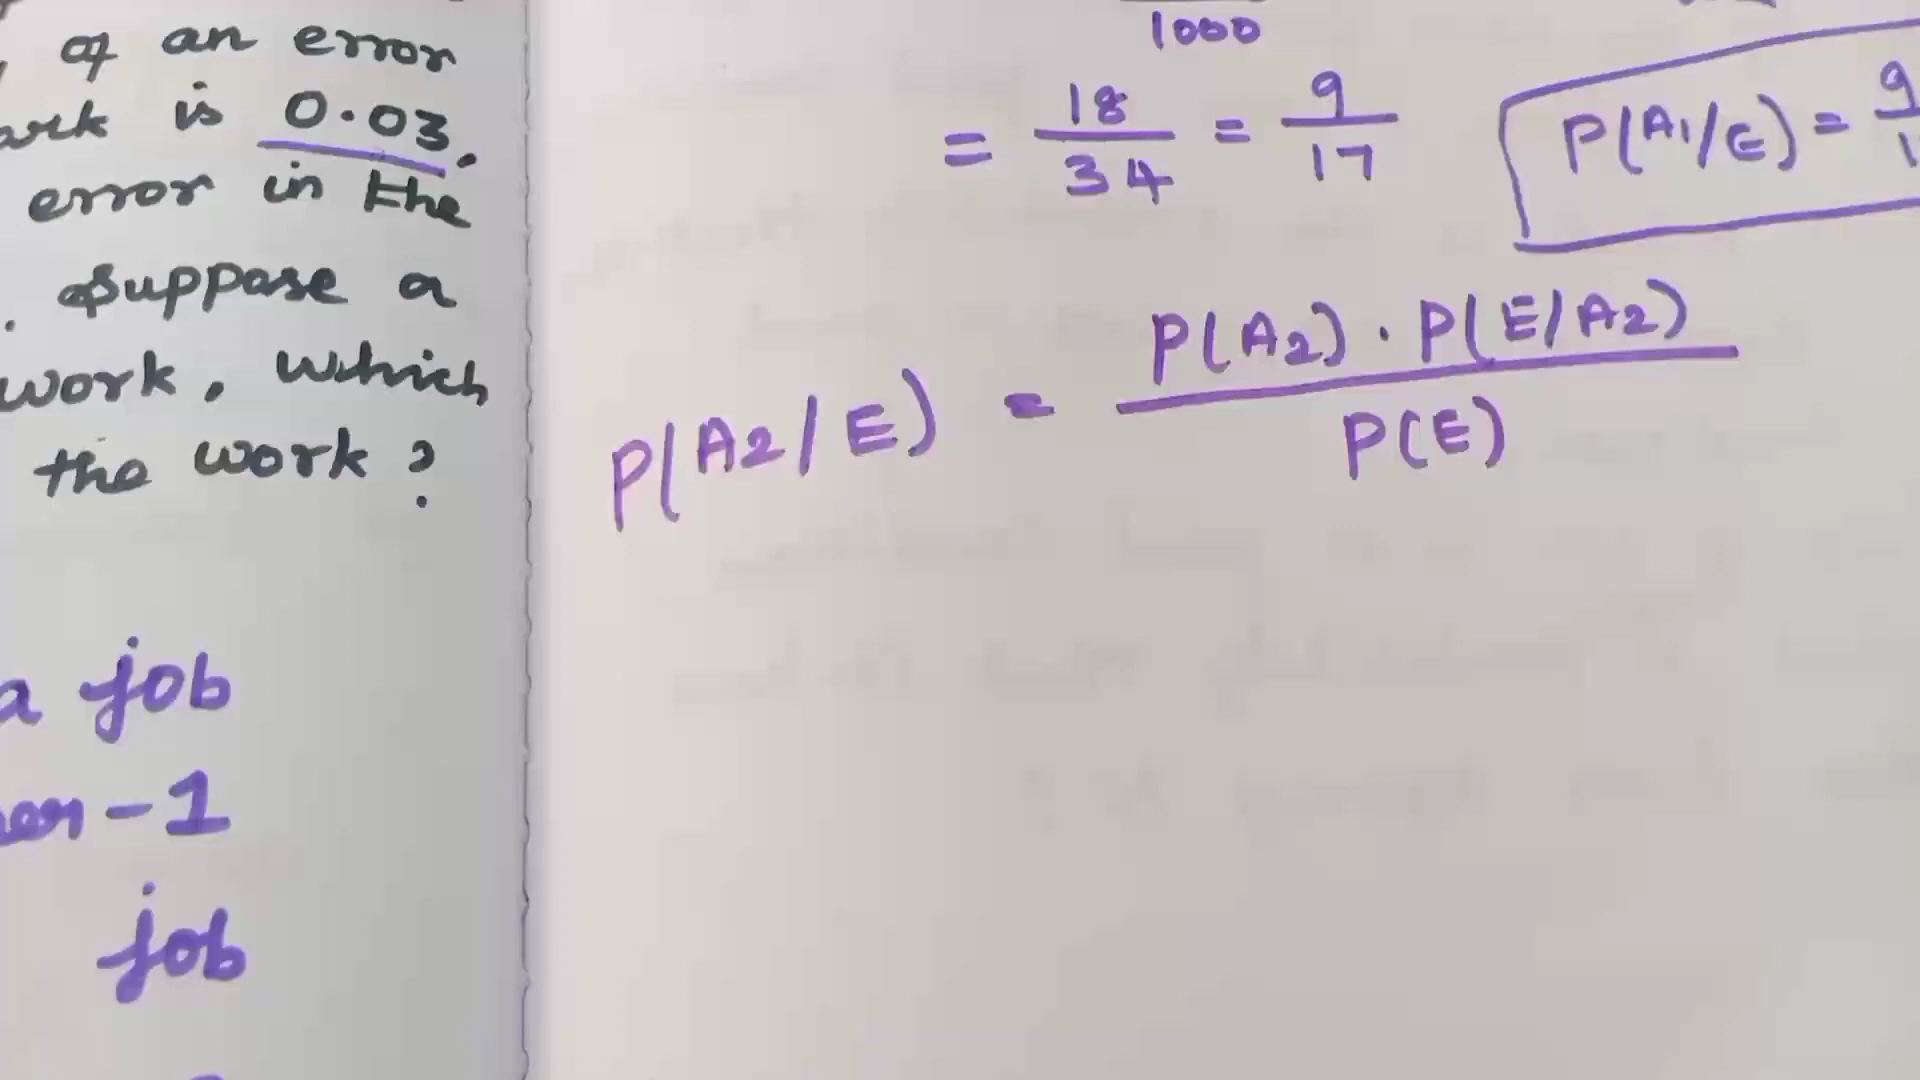 of an error
is 0.03.
error in the
. Suppose a
work, which
the work?
a job
- 1
job
1000
= 18/34 = 9/17
P(A1/E) = 9
P(A2/E) = P(A2) . P(E/A2) / P(E)